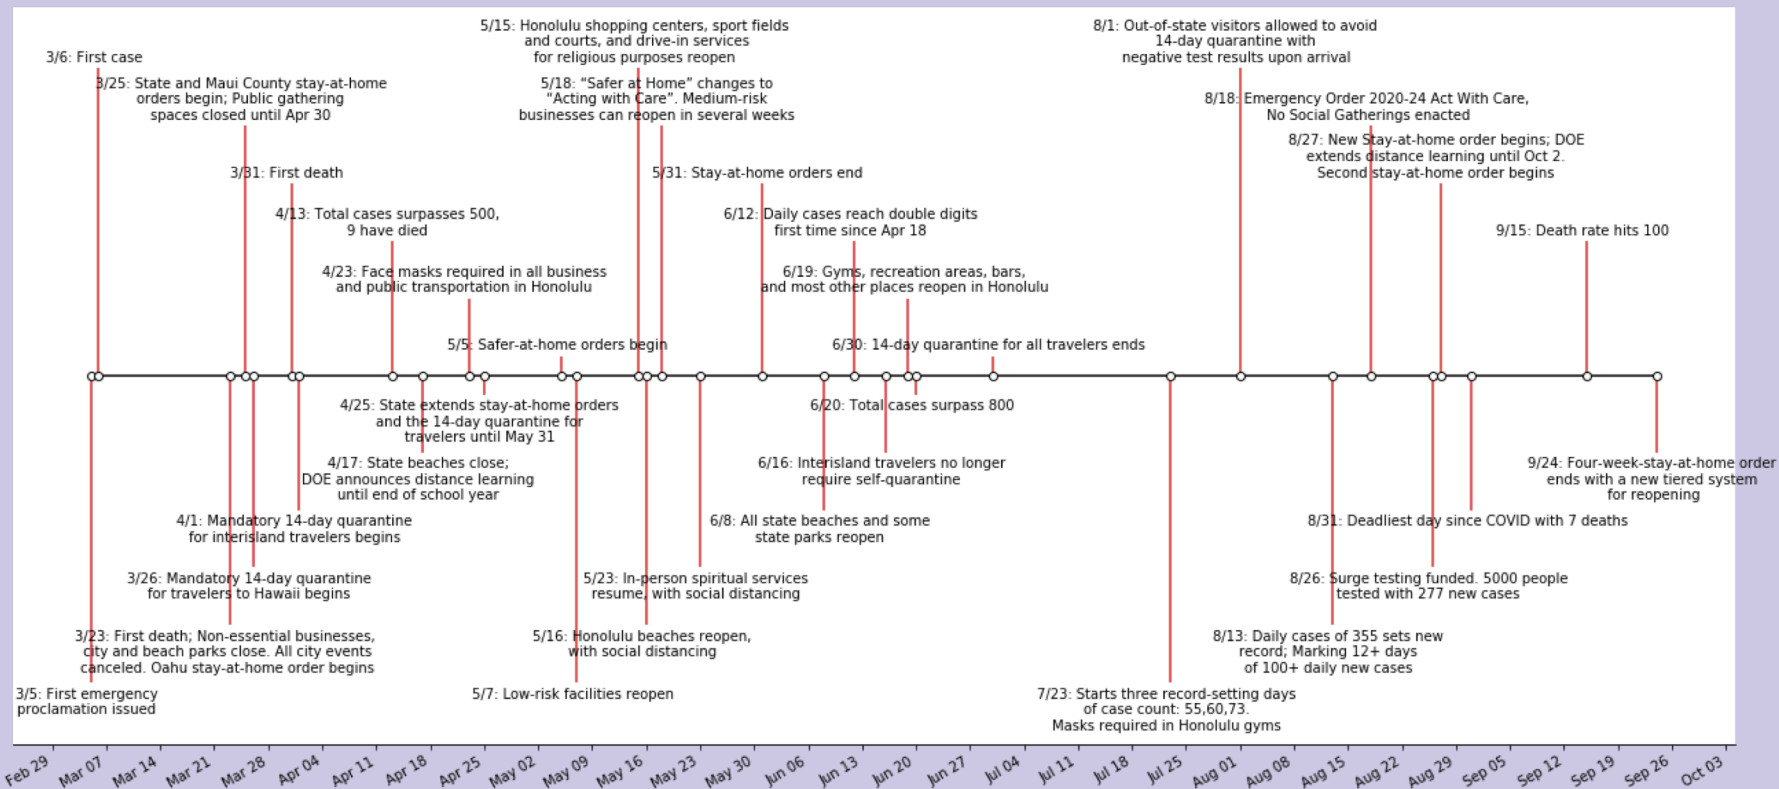 3/6: First case
3/25: State and Maui County stay-at-home
orders begin; Public gathering
spaces closed until Apr 30
3/31: First death
4/13: Total cases surpasses 500,
9 have died
4/23: Face masks required in all business
and public transportation in Honolulu
5/5: Safer-at-home orders begin
5/15: Honolulu shopping centers, sport fields
and courts, and drive-in services
for religious purposes reopen
5/18: “Safer at Home” changes to
“Acting with Care”. Medium-risk
businesses can reopen in several weeks
5/31: Stay-at-home orders end
6/12: Daily cases reach double digits
first time since Apr 18
6/19: Gyms, recreation areas, bars,
and most other places reopen in Honolulu
6/30: 14-day quarantine for all travelers ends
8/1: Out-of-state visitors allowed to avoid
14-day quarantine with
negative test results upon arrival
8/18: Emergency Order 2020-24 Act With Care,
No Social Gatherings enacted
8/27: New Stay-at-home order begins; DOE
extends distance learning until Oct 2.
Second stay-at-home order begins
9/15: Death rate hits 100
4/25: State extends stay-at-home orders
and the 14-day quarantine for
travelers until May 31
4/17: State beaches close;
DOE announces distance learning
until end of school year
4/1: Mandatory 14-day quarantine
for interisland travelers begins
3/26: Mandatory 14-day quarantine
for travelers to Hawaii begins
3/23: First death; Non-essential businesses,
city and beach parks close. All city events
canceled. Oahu stay-at-home order begins
3/5: First emergency
proclamation issued
6/20: Total cases surpass 800
6/16: Interisland travelers no longer
require self-quarantine
6/8: All state beaches and some
state parks reopen
5/23: In-person spiritual services
resume, with social distancing
5/16: Honolulu beaches reopen,
with social distancing
5/7: Low-risk facilities reopen
9/24: Four-week-stay-at-home order
ends with a new tiered system
for reopening
8/31: Deadliest day since COVID with 7 deaths
8/26: Surge testing funded. 5000 people
tested with 277 new cases
8/13: Daily cases of 355 sets new
record; Marking 12+ days
of 100+ daily new cases
7/23: Starts three record-setting days
of case count: 55,60,73.
Masks required in Honolulu gyms
Feb 29
Mar 07
Mar 14
Mar 21
Mar 28
Apr 04
Apr 11
Apr 18
Apr 25
May 02
May 09
May 16
May 23
May 30
Jun 06
Jun 13
Jun 20
Jun 27
Jul 04
Jul 11
Jul 18
Jul 25
Aug 01
Aug 08
Aug 15
Aug 22
Aug 29
Sep 05
Sep 12
Sep 19
Sep 26
Oct 03